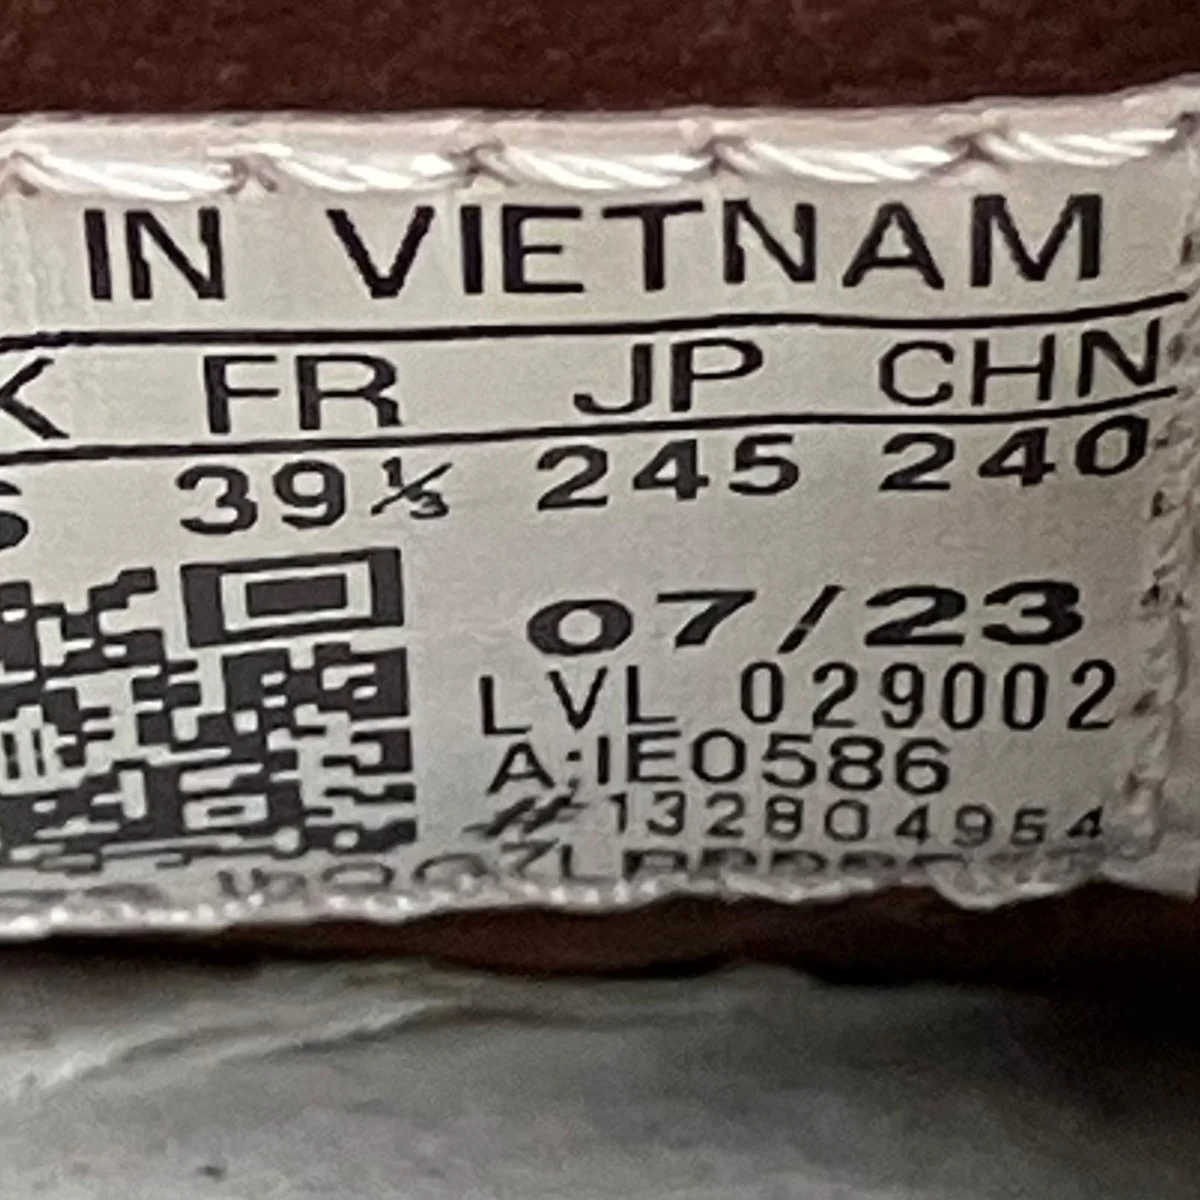 IN VIETNAM
K FR JP CHN
39⅓ 245 240
07/23
LVL 029002
A:IE0586
#132804954